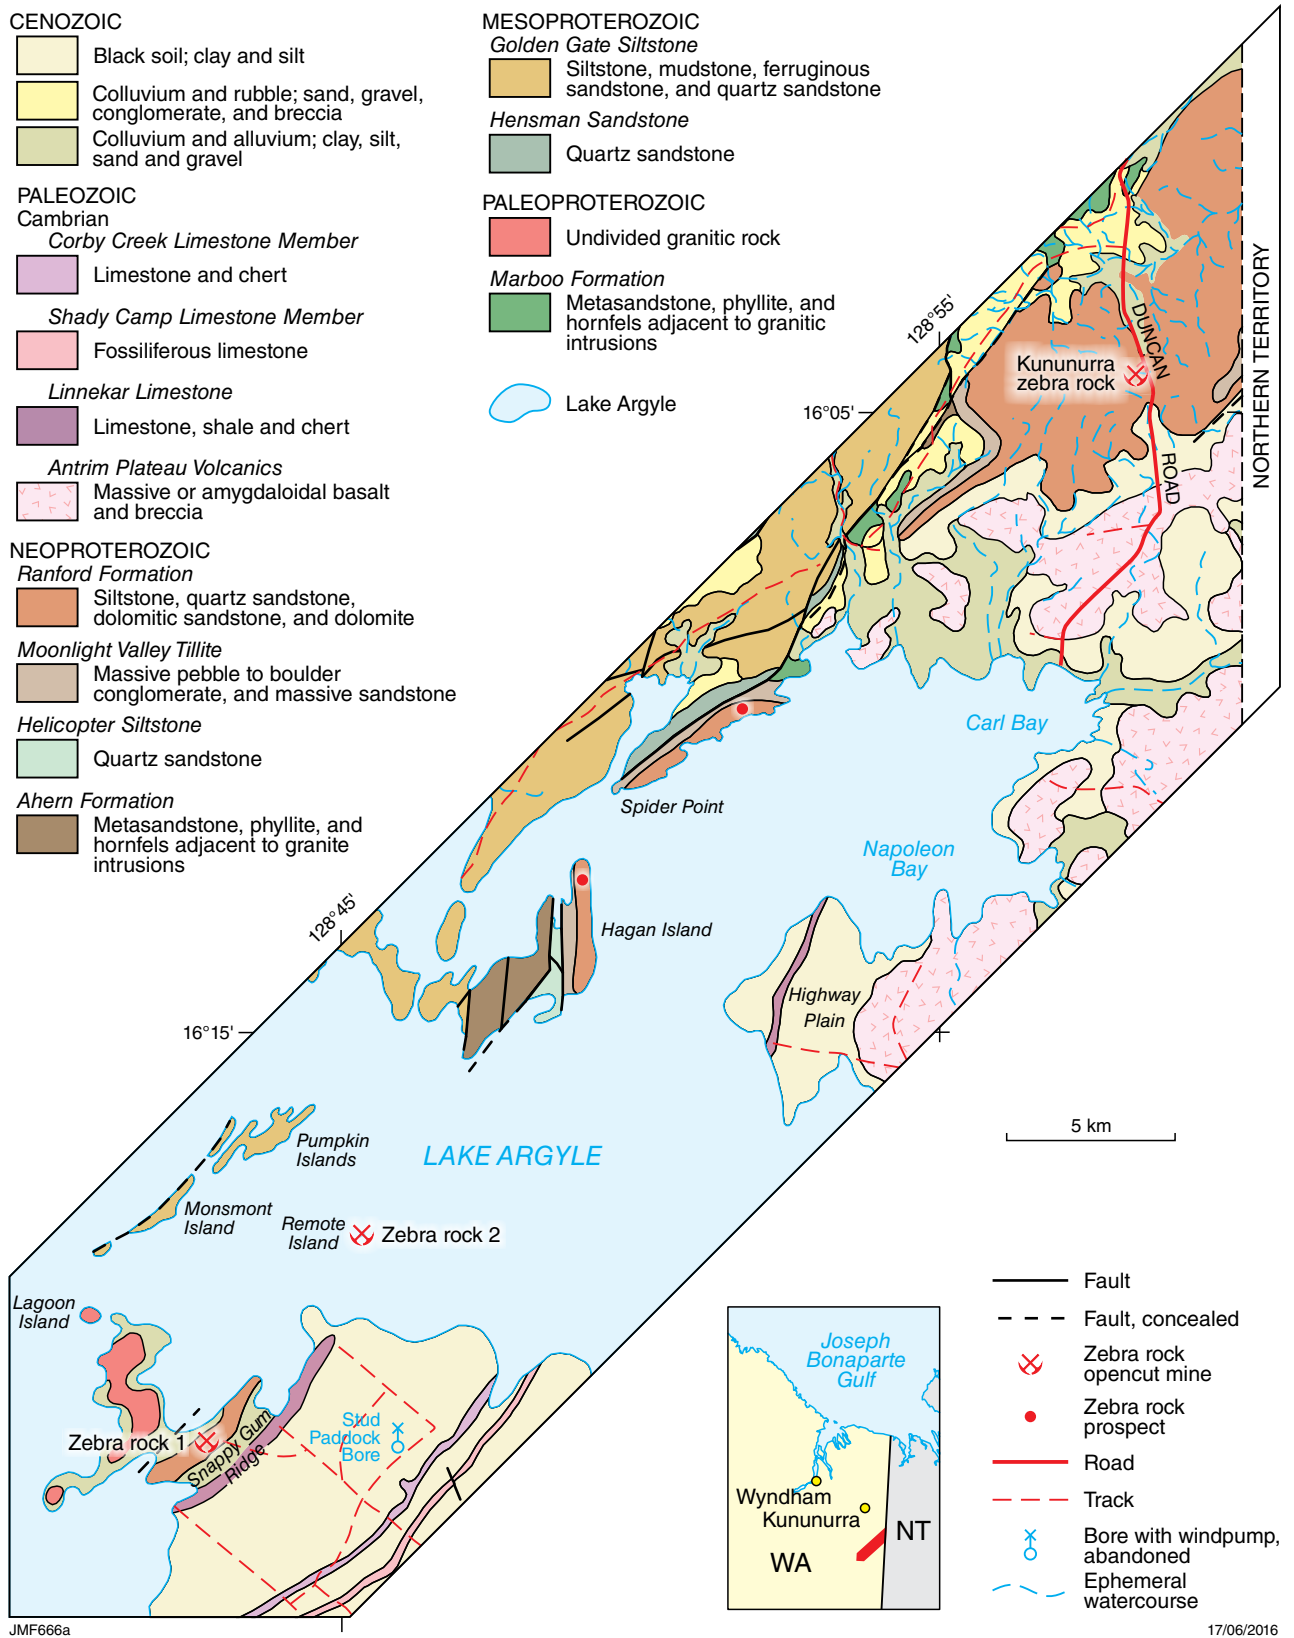 CENOZOIC
Black soil; clay and silt
Colluvium and rubble; sand, gravel,
conglomerate, and breccia
Colluvium and alluvium; clay, silt,
sand and gravel
PALEOZOIC
Cambrian
Corby Creek Limestone Member
Limestone and chert
Shady Camp Limestone Member
Fossiliferous limestone
Linnekar Limestone
Limestone, shale and chert
Antrim Plateau Volcanics
Massive or amygdaloidal basalt
and breccia
NEOPROTEROZOIC
Ranford Formation
Siltstone, quartz sandstone,
dolomitic sandstone, and dolomite
Moonlight Valley Tillite
Massive pebble to boulder
conglomerate, and massive sandstone
Helicopter Siltstone
Quartz sandstone
Ahern Formation
Metasandstone, phyllite, and
hornfels adjacent to granite
intrusions
MESOPROTEROZOIC
Golden Gate Siltstone
Siltstone, mudstone, ferruginous
sandstone, and quartz sandstone
Hensman Sandstone
Quartz sandstone
PALEOPROTEROZOIC
Undivided granitic rock
Marboo Formation
Metasandstone, phyllite, and
hornfels adjacent to granitic
intrusions
Lake Argyle
128°55'
16°05'
Kununurra
zebra rock
DUNCAN
ROAD
NORTHERN TERRITORY
Carl Bay
Spider Point
Napoleon
Bay
128°45'
Hagan Island
Highway
Plain
16°15'
5 km
Pumpkin
Islands
LAKE ARGYLE
Monsmont
Island
Remote
Island
Zebra rock 2
Lagoon
Island
Zebra rock 1
Snappy Gum
Ridge
Stud
Paddock
Bore
Joseph
Bonaparte
Gulf
Wyndham
Kununurra
WA
NT
Fault
Fault, concealed
Zebra rock
opencut mine
Zebra rock
prospect
Road
Track
Bore with windpump,
abandoned
Ephemeral
watercourse
JMF666a
17/06/2016